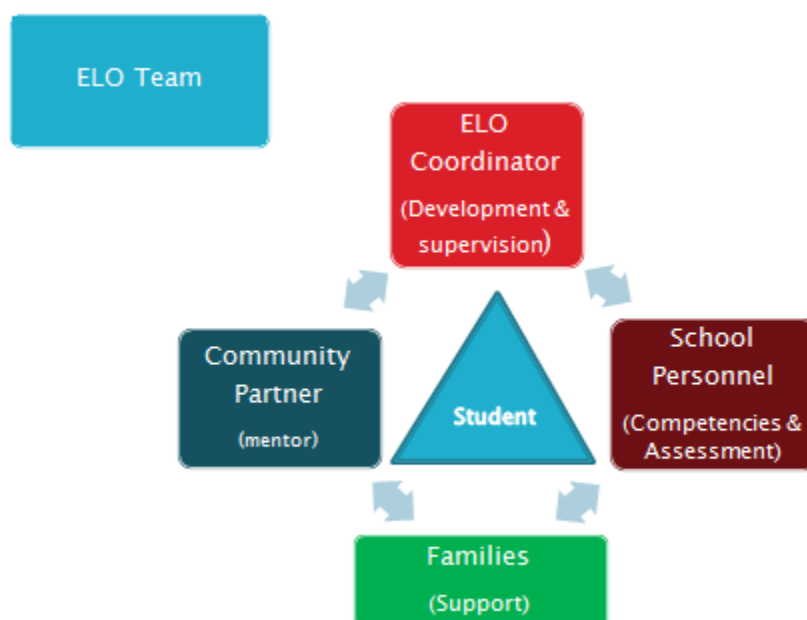 ELO Team
ELO
Coordinator
(Development &
supervision)
Community
Partner
(mentor)
Student
School
Personnel
(Competencies &
Assessment)
Families
(Support)